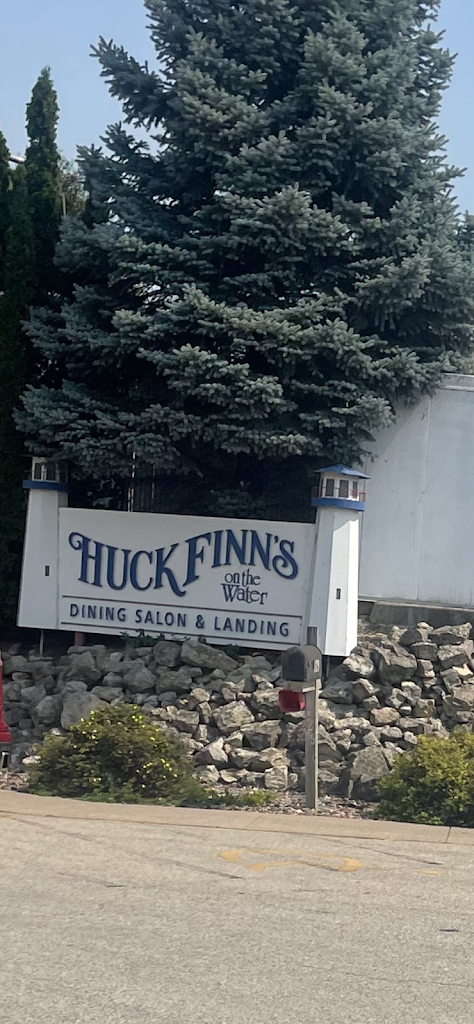 HUCK FINN'S
on the
Water
DINING SALON & LANDING